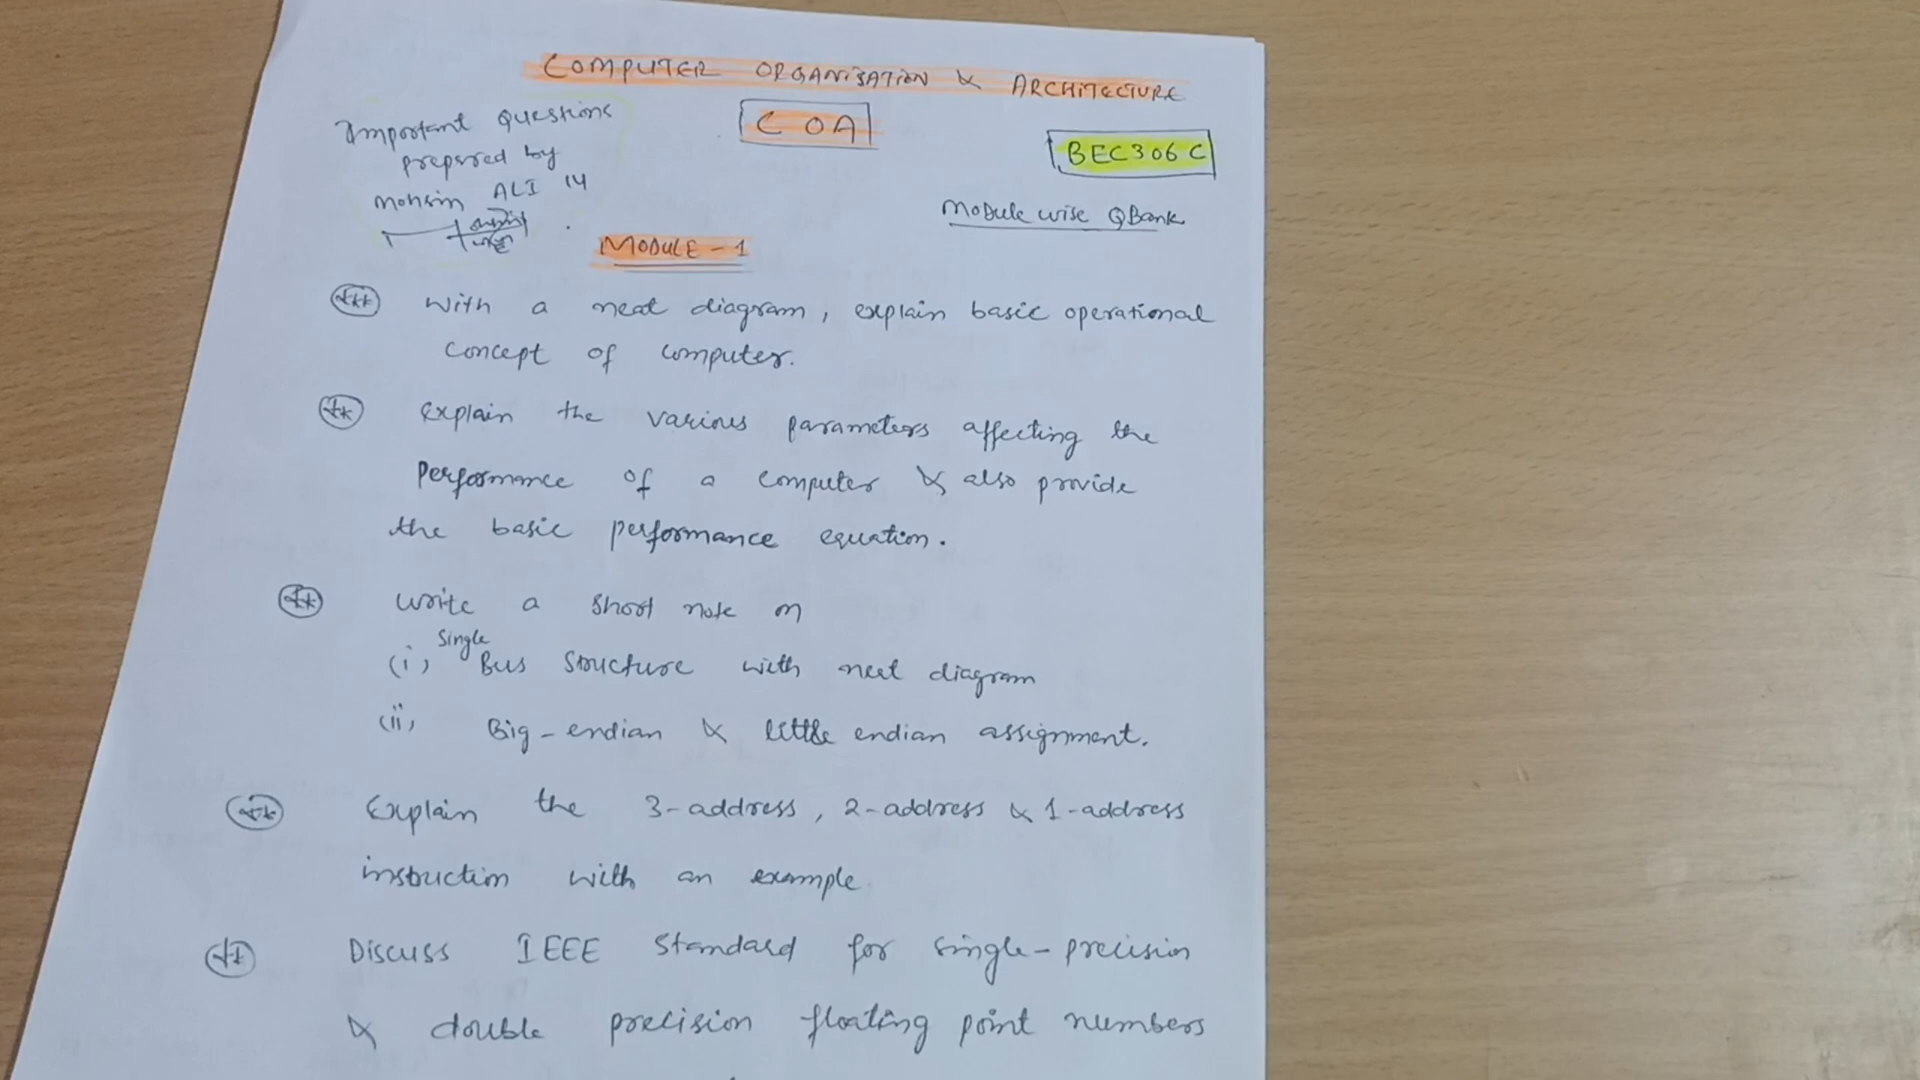 COMPUTER ORGANISATION & ARCHITECTURE
COA
BEC306C
Important Questions
prepared by
Mohsin ALI 14
Module wise QBank
MODULE-1
*** With a neat diagram, explain basic operational
concept of computer.
** Explain the various parameters affecting the
performance of a computer & also provide
the basic performance equation.
** Write a short note on
(i) Single Bus Structure with neat diagram
(ii) Big-endian & little endian assignment.
** Explain the 3-address, 2-address & 1-address
instruction with an example.
** Discuss IEEE Standard for single-precision
& double precision floating point numbers